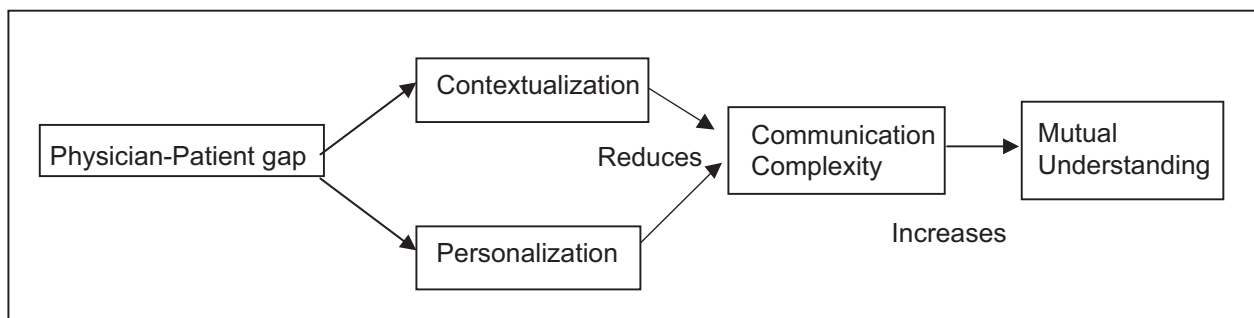 Physician-Patient gap
Contextualization
Personalization
Reduces
Communication
Complexity
Increases
Mutual
Understanding